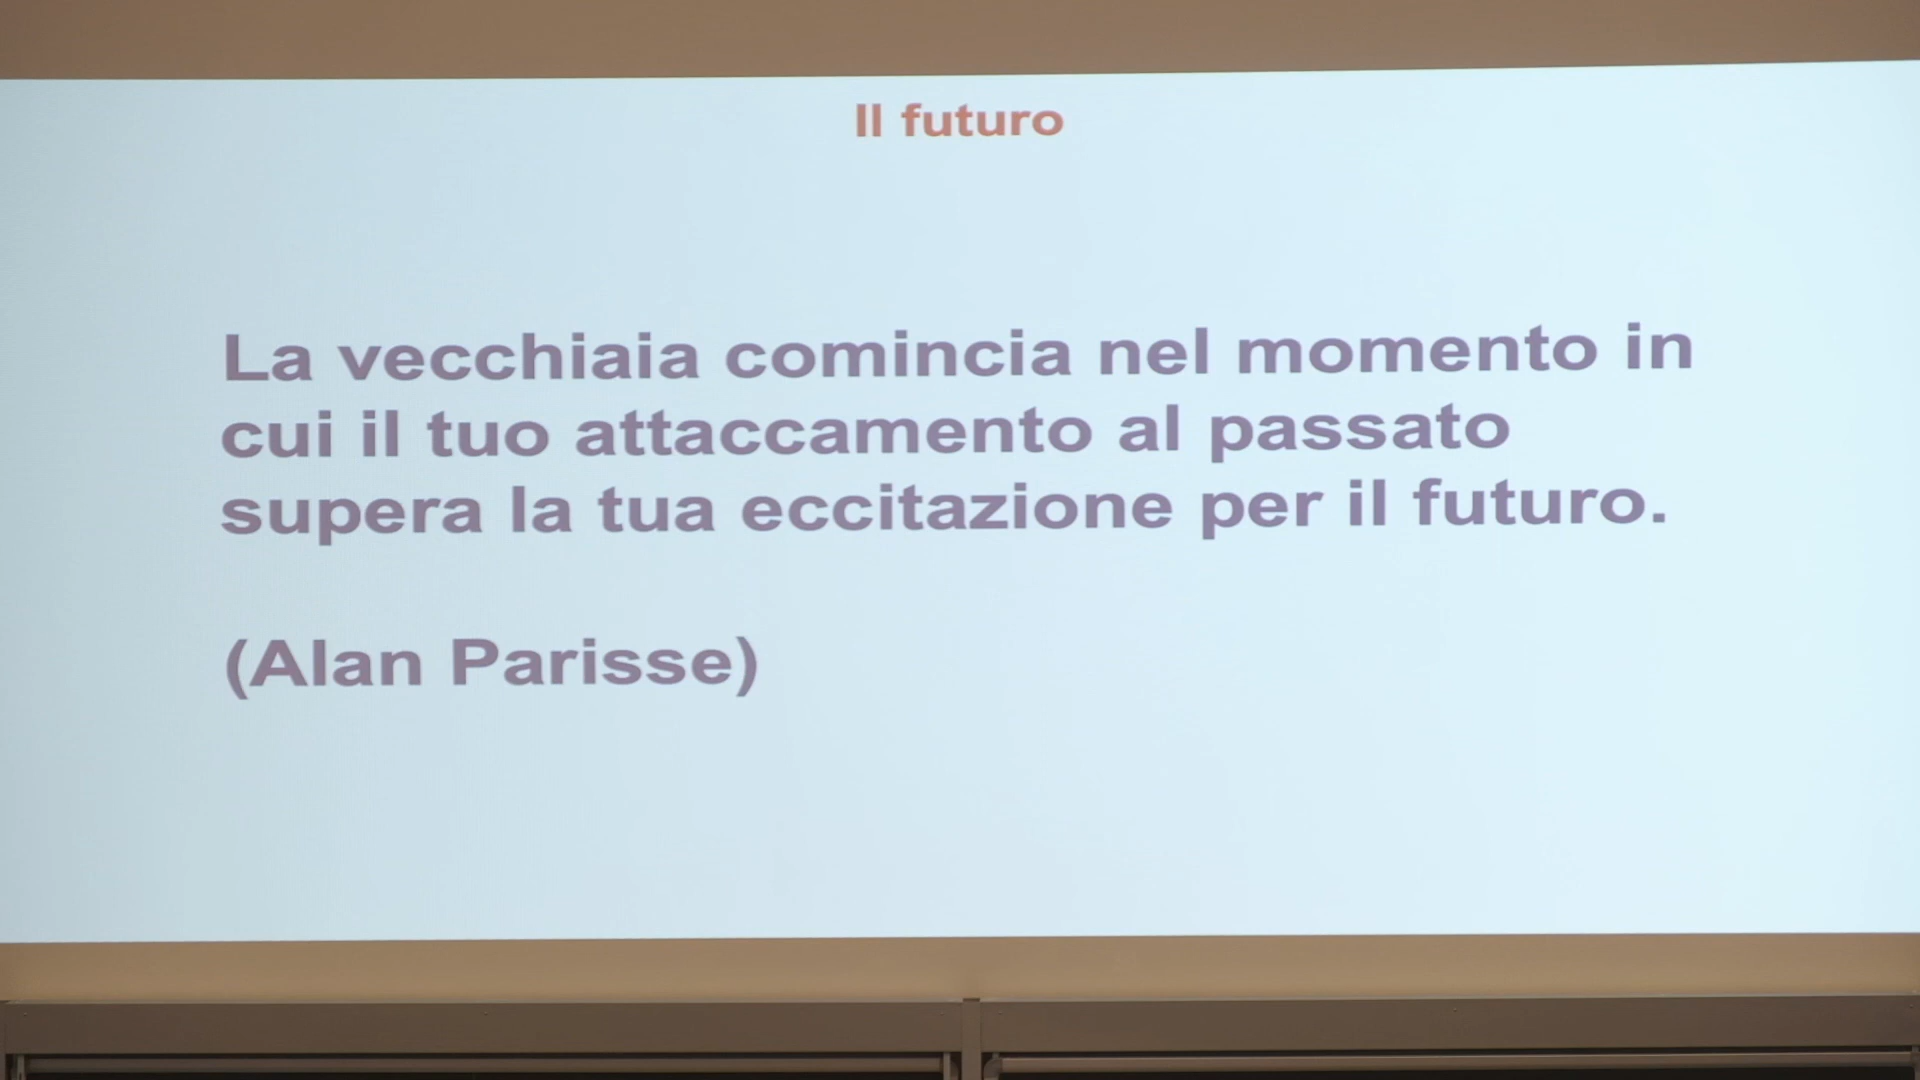 Il futuro
La vecchiaia comincia nel momento in
cui il tuo attaccamento al passato
supera la tua eccitazione per il futuro.
(Alan Parisse)